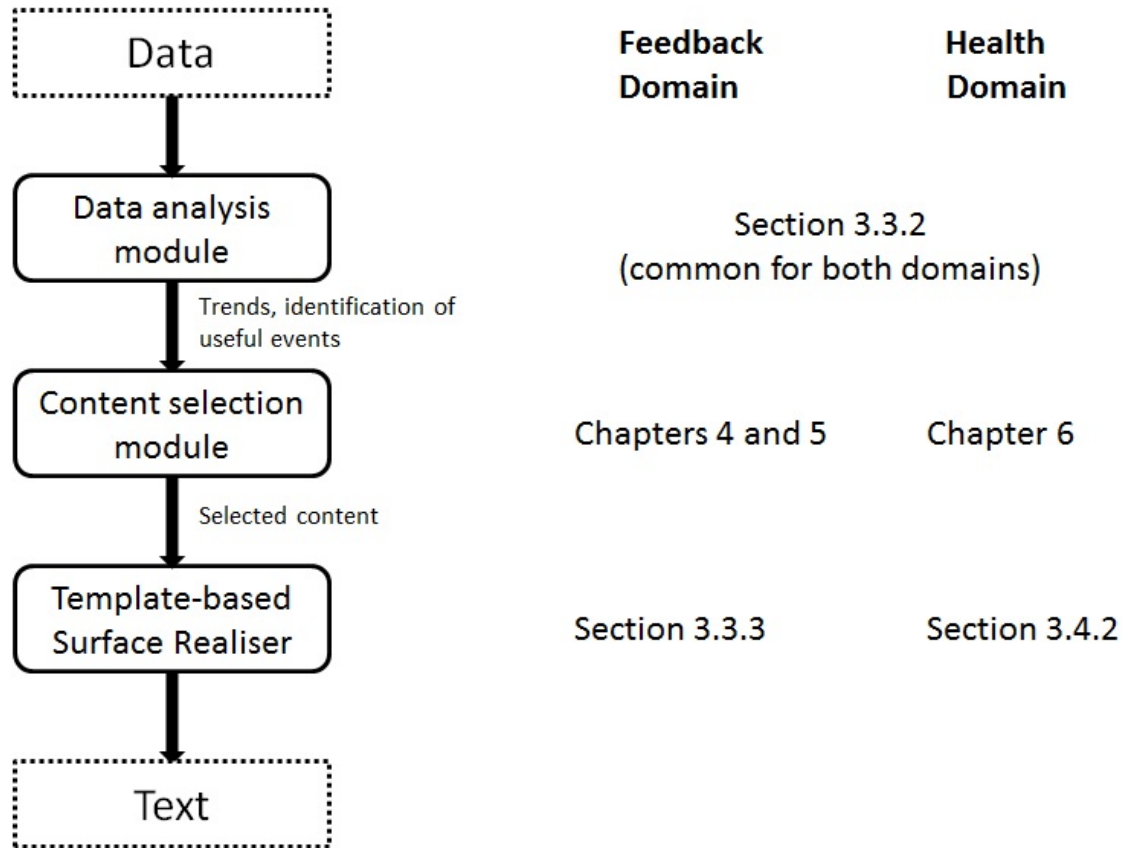 Data
Feedback
Domain
Health
Domain
Data analysis
module
Section 3.3.2
(common for both domains)
Trends, identification of
useful events
Content selection
module
Chapters 4 and 5
Chapter 6
Selected content
Template-based
Surface Realiser
Section 3.3.3
Section 3.4.2
Text